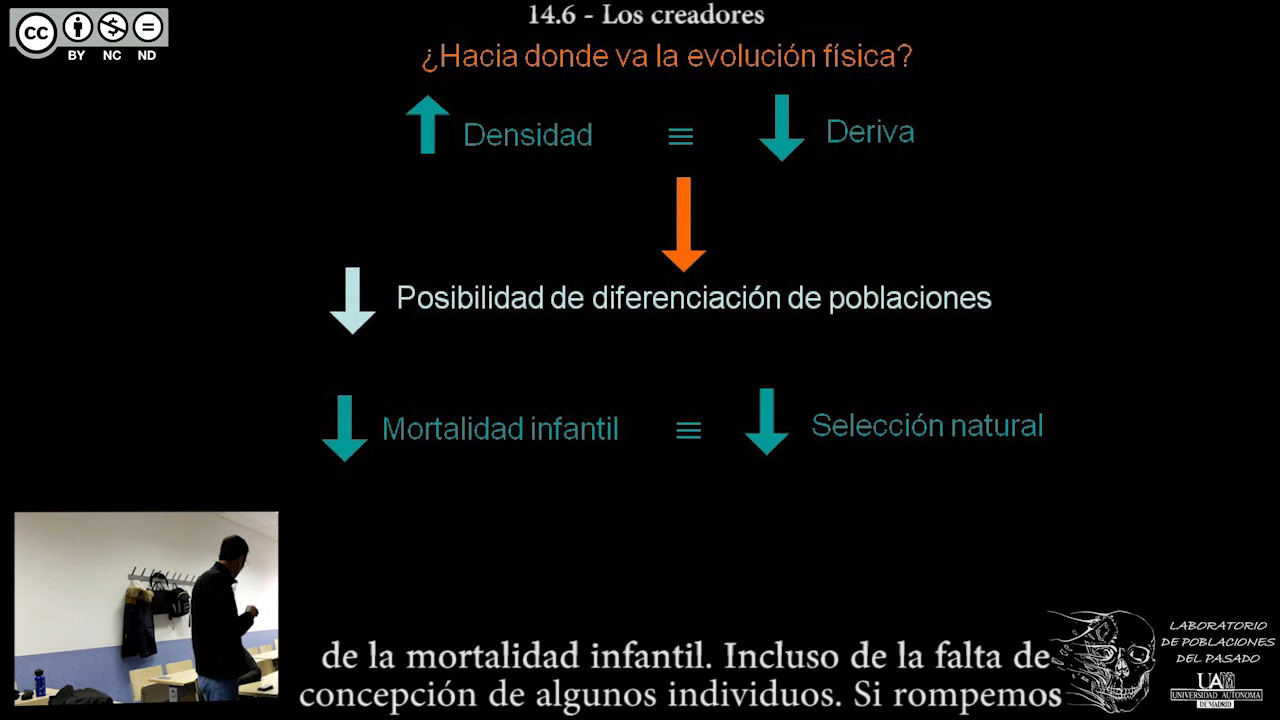 14.6 - Los creadores
CC BY NC ND
¿Hacia donde va la evolución física?
Densidad ≡ Deriva
Posibilidad de diferenciación de poblaciones
Mortalidad infantil ≡ Selección natural
de la mortalidad infantil. Incluso de la falta de
concepción de algunos individuos. Si rompemos
LABORATORIO
DE POBLACIONES
DEL PASADO
UAM
UNIVERSIDAD AUTONOMA
DE MADRID